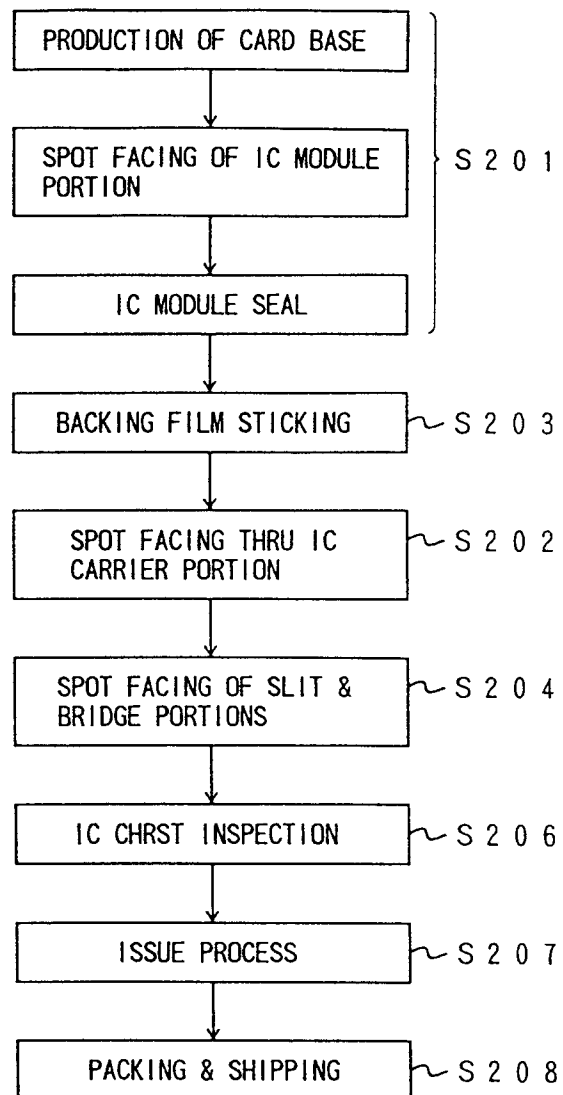 PRODUCTION OF CARD BASE
SPOT FACING OF IC MODULE
PORTION
S201
IC MODULE SEAL
BACKING FILM STICKING
S203
SPOT FACING THRU IC
CARRIER PORTION
S202
SPOT FACING OF SLIT &
BRIDGE PORTIONS
S204
IC CHRST INSPECTION
S206
ISSUE PROCESS
S207
PACKING & SHIPPING
S208